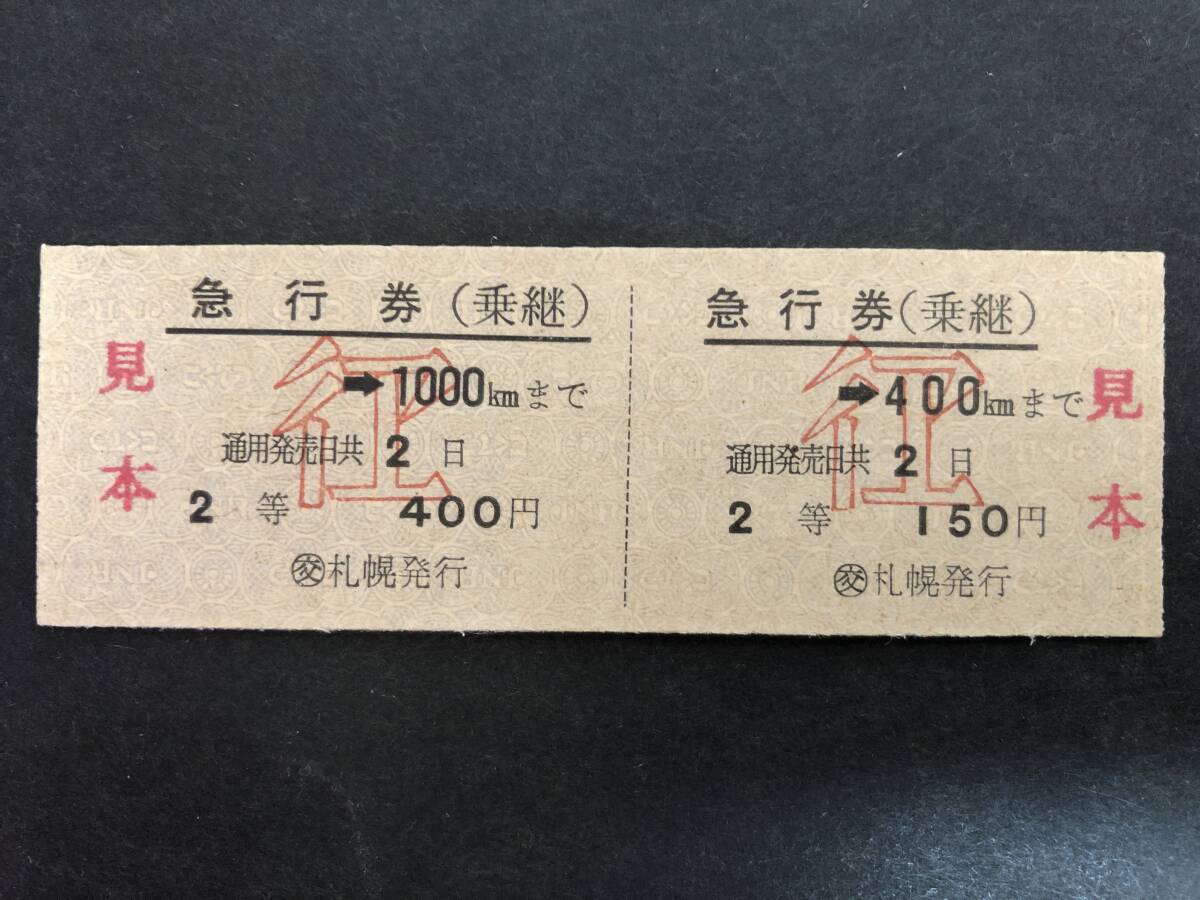 急行券(乗継)
➡1000kmまで
通用発売日共2日
2等 400円
㊋札幌発行
見本
急行券(乗継)
➡400kmまで
通用発売日共2日
2等 150円
札幌発行
見本